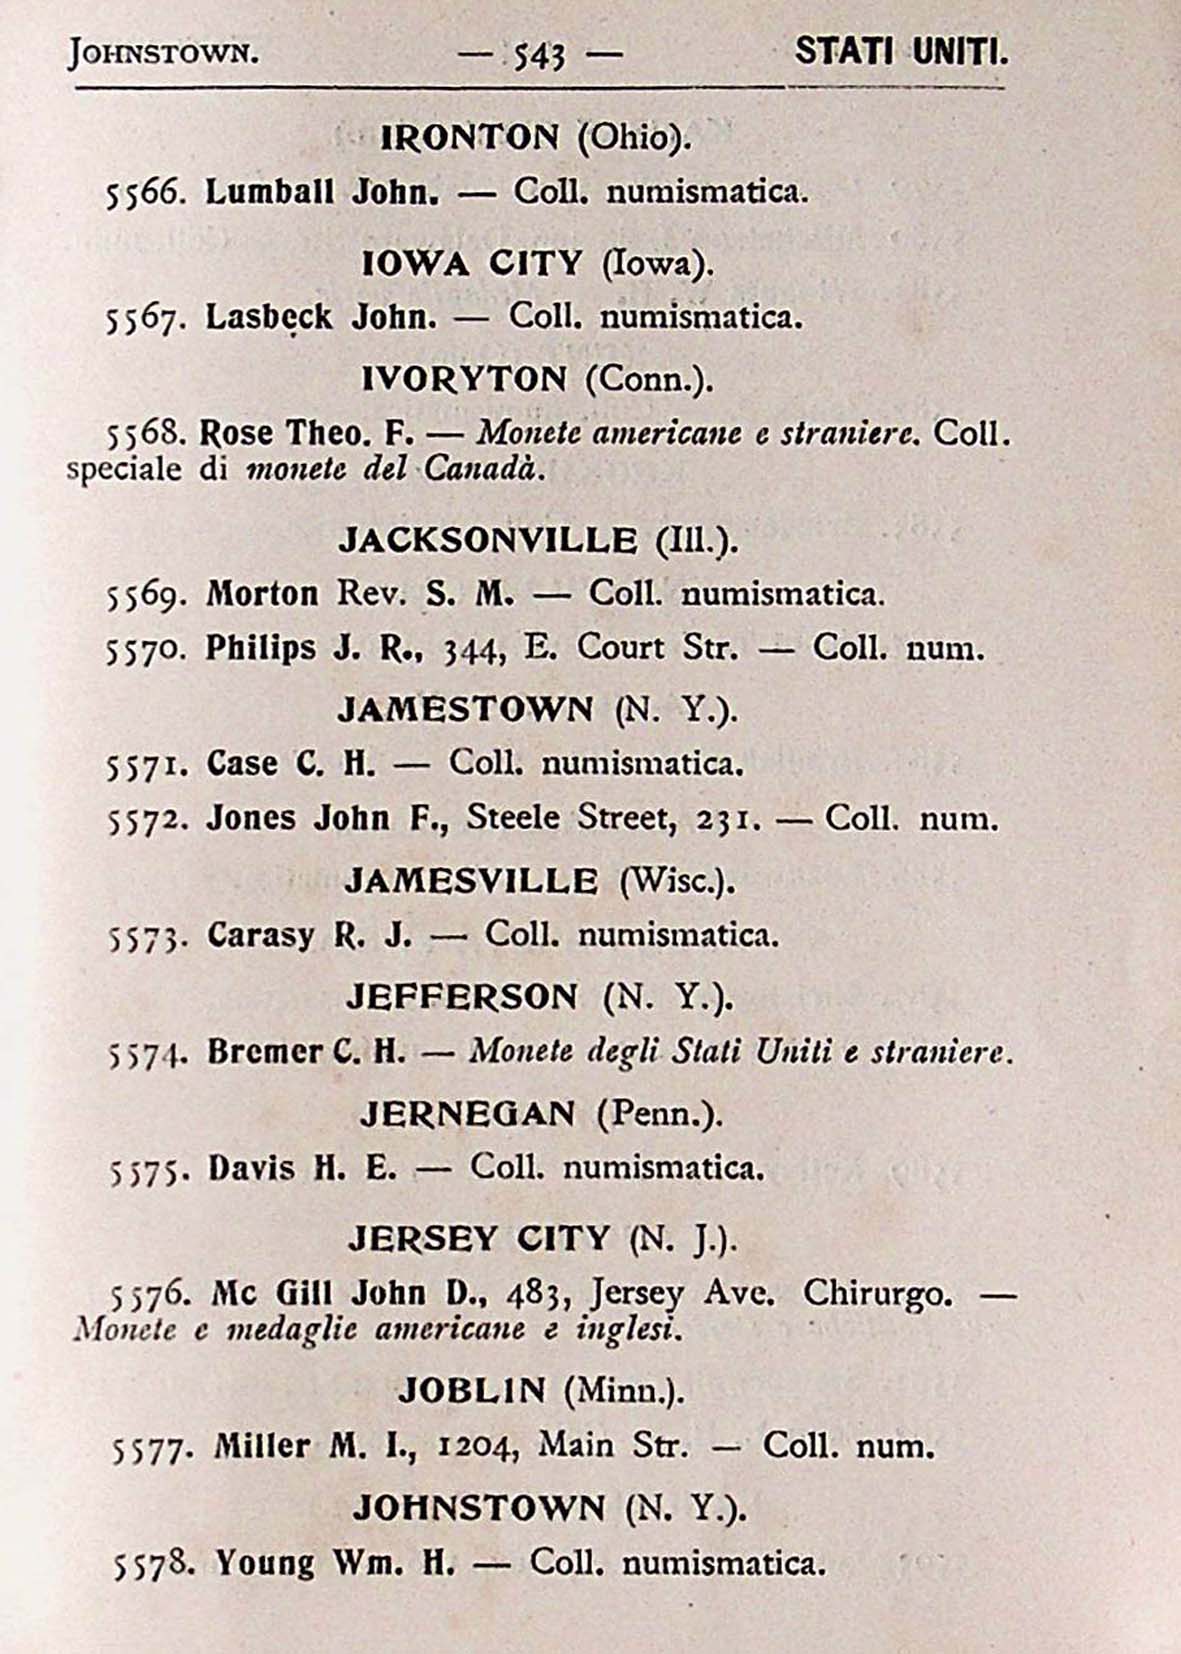 Johnstown. — 543 — STATI UNITI.
IRONTON (Ohio).
5566. Lumball John. — Coll. numismatica.
IOWA CITY (Iowa).
5567. Lasbeck John. — Coll. numismatica.
IVORYTON (Conn.).
5568. Rose Theo. F. — Monete americane e straniere. Coll.
speciale di monete del Canadà.
JACKSONVILLE (Ill.).
5569. Morton Rev. S. M. — Coll. numismatica.
5570. Philips J. R., 344, E. Court Str. — Coll. num.
JAMESTOWN (N. Y.).
5571. Case C. H. — Coll. numismatica.
5572. Jones John F., Steele Street, 231. — Coll. num.
JAMESVILLE (Wisc.).
5573. Carasy R. J. — Coll. numismatica.
JEFFERSON (N. Y.).
5574. Bremer C. H. — Monete degli Stati Uniti e straniere.
JERNEGAN (Penn.).
5575. Davis H. E. — Coll. numismatica.
JERSEY CITY (N. J.).
5576. Mc Gill John D., 483, Jersey Ave. Chirurgo. —
Monete e medaglie americane e inglesi.
JOBLIN (Minn.).
5577. Miller M. I., 1204, Main Str. — Coll. num.
JOHNSTOWN (N. Y.).
5578. Young Wm. H. — Coll. numismatica.